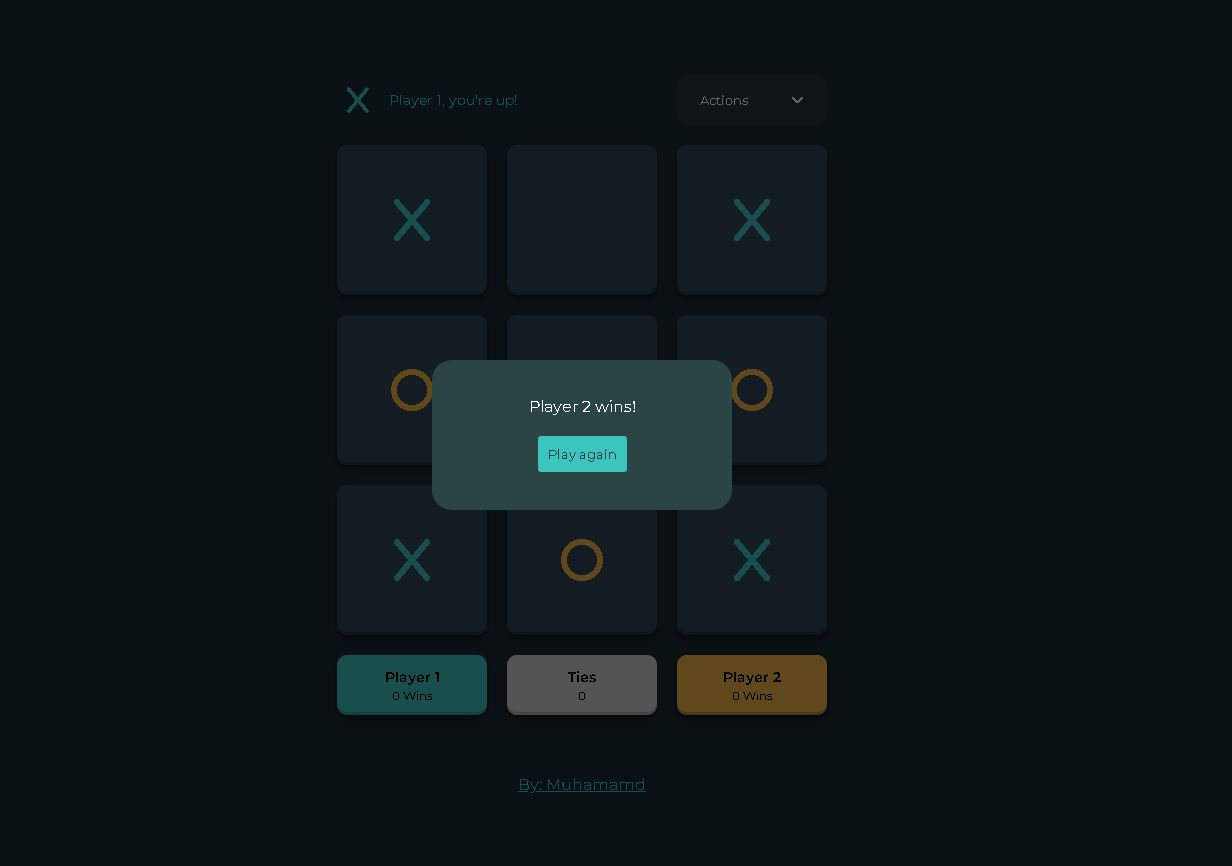 Player 1, you're up!
Actions
Player 2 wins!
Play again
Player 1
0 Wins
Ties
0
Player 2
0 Wins
By: Muhamamd